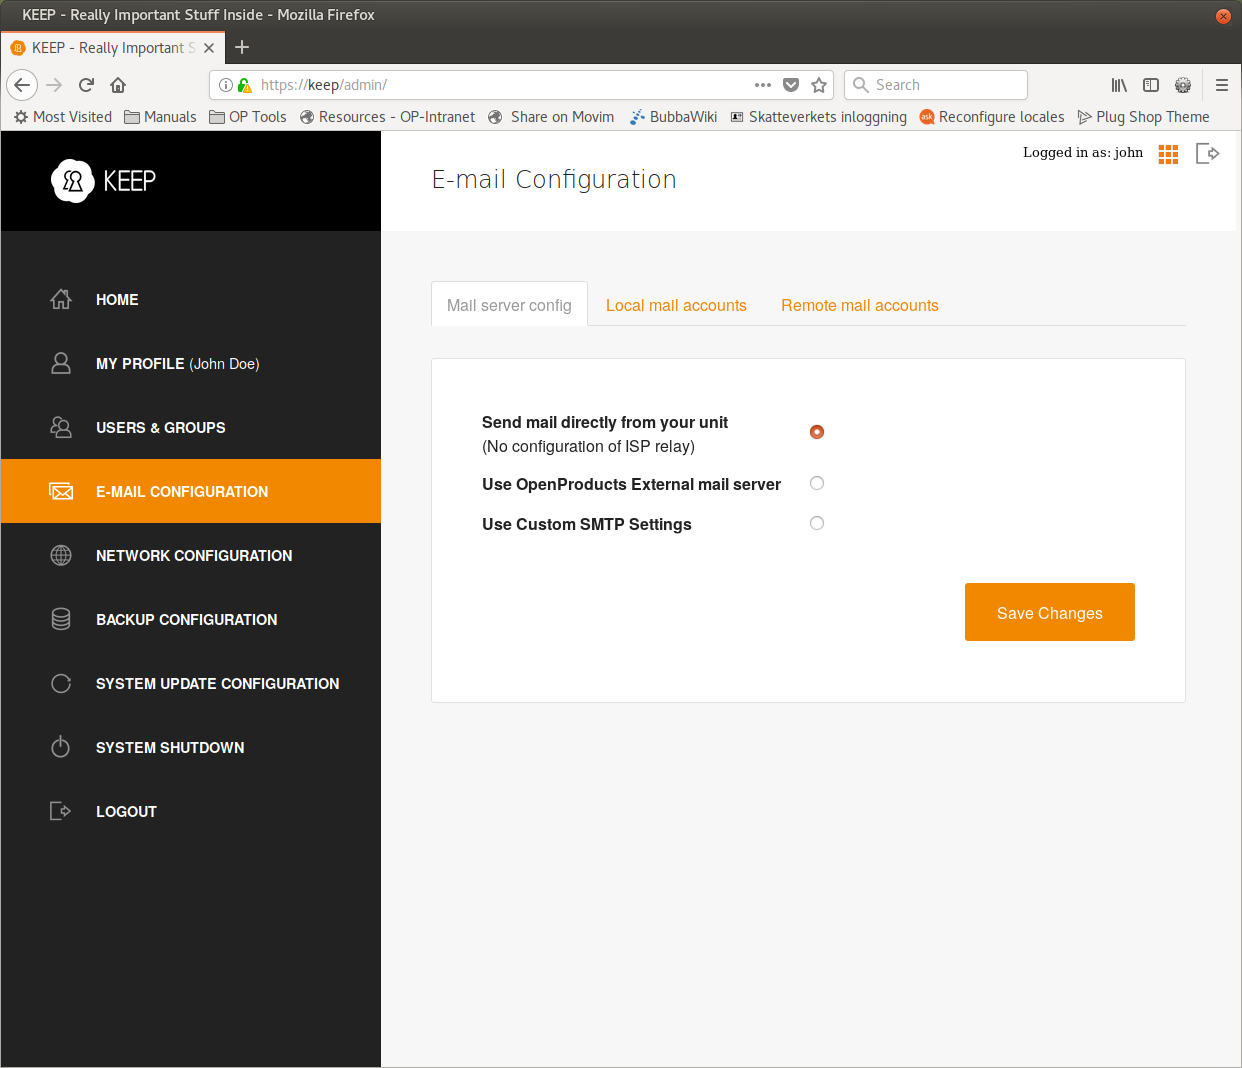 KEEP - Really Important Stuff Inside - Mozilla Firefox
KEEP - Really Important S
https://keep/admin/
Search
Most Visited Manuals OP Tools Resources - OP-Intranet Share on Movim BubbaWiki Skatteverkets inloggning Reconfigure locales Plug Shop Theme
KEEP
Logged in as: john
E-mail Configuration
HOME
MY PROFILE (John Doe)
USERS & GROUPS
E-MAIL CONFIGURATION
NETWORK CONFIGURATION
BACKUP CONFIGURATION
SYSTEM UPDATE CONFIGURATION
SYSTEM SHUTDOWN
LOGOUT
Mail server config Local mail accounts Remote mail accounts
Send mail directly from your unit
(No configuration of ISP relay)
Use OpenProducts External mail server
Use Custom SMTP Settings
Save Changes